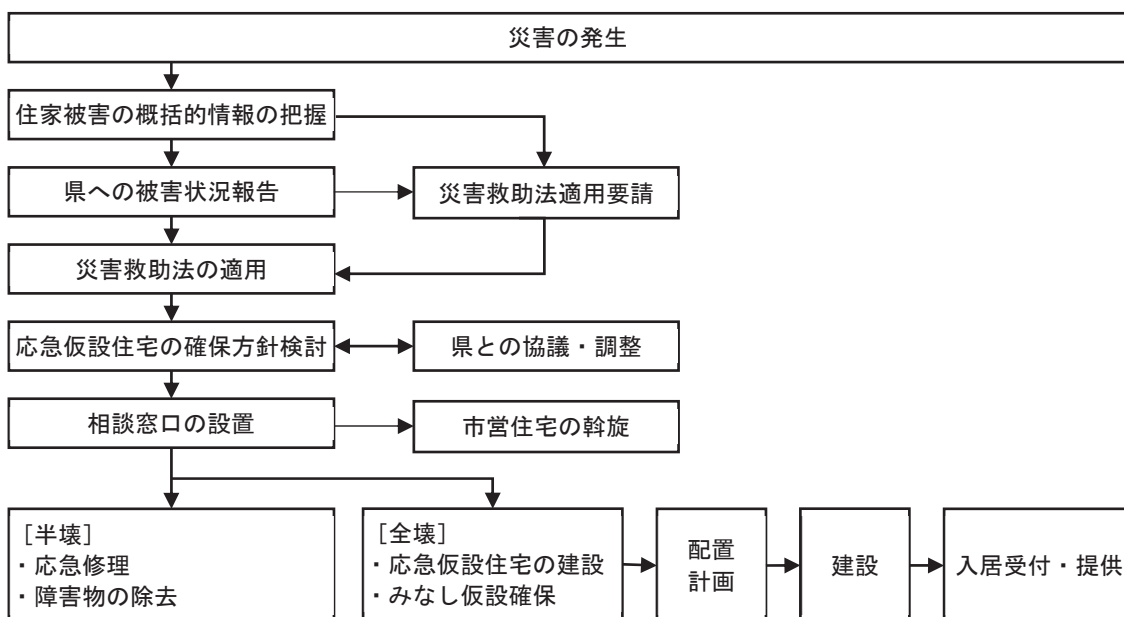 災害の発生
住家被害の概括的情報の把握
県への被害状況報告
災害救助法適用要請
災害救助法の適用
応急仮設住宅の確保方針検討
県との協議・調整
相談窓口の設置
市営住宅の斡旋
［半壊］
・応急修理
・障害物の除去
［全壊］
・応急仮設住宅の建設
・みなし仮設確保
配置
計画
建設
入居受付・提供